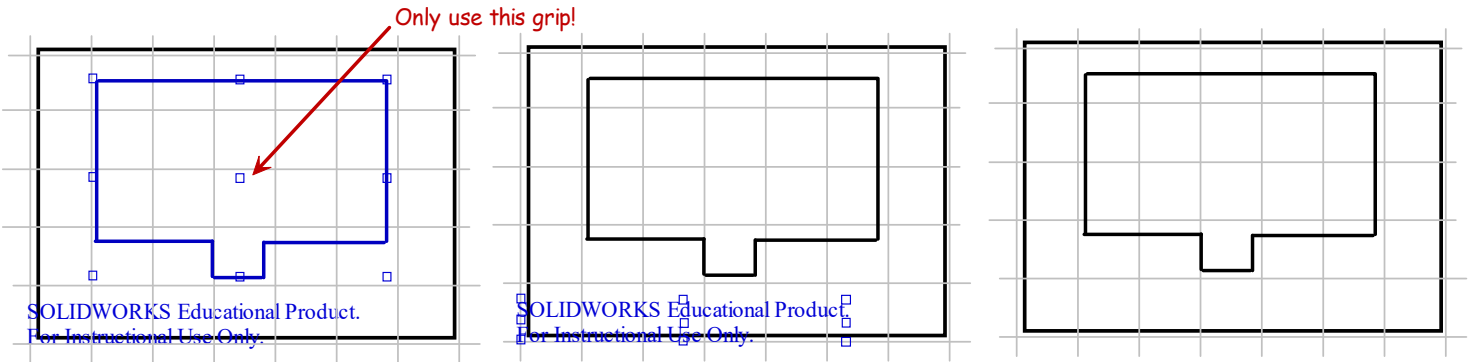 Only use this grip!
SOLIDWORKS Educational Product.
For Instructional Use Only.
SOLIDWORKS Educational Product.
For Instructional Use Only.